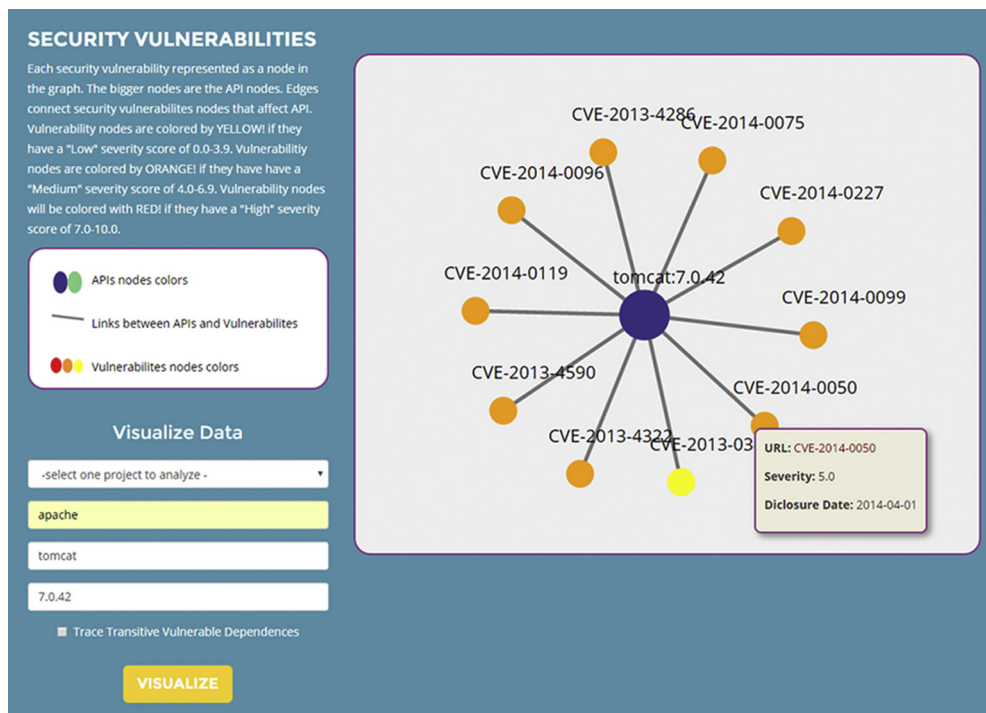 SECURITY VULNERABILITIES
Each security vulnerability represented as a node in
the graph. The bigger nodes are the API nodes. Edges
connect security vulnerabilites nodes that affect API.
Vulnerability nodes are colored by YELLOW! if they
have a "Low" severity score of 0.0-3.9. Vulnerabilitiy
nodes are colored by ORANGE! if they have have a
"Medium" severity score of 4.0-6.9. Vulnerability nodes
will be colored with RED! if they have a "High" severity
score of 7.0-10.0.
APIs nodes colors
Links between APIs and Vulnerabilites
Vulnerabilites nodes colors
Visualize Data
-select one project to analyze -
apache
tomcat
7.0.42
Trace Transitive Vulnerable Dependences
VISUALIZE
CVE-2013-4286
CVE-2014-0075
CVE-2014-0096
CVE-2014-0227
CVE-2014-0119
tomcat:7.0.42
CVE-2014-0099
CVE-2013-4590
CVE-2014-0050
CVE-2013-4322
CVE-2013-03
URL: CVE-2014-0050
Severity: 5.0
Diclosure Date: 2014-04-01